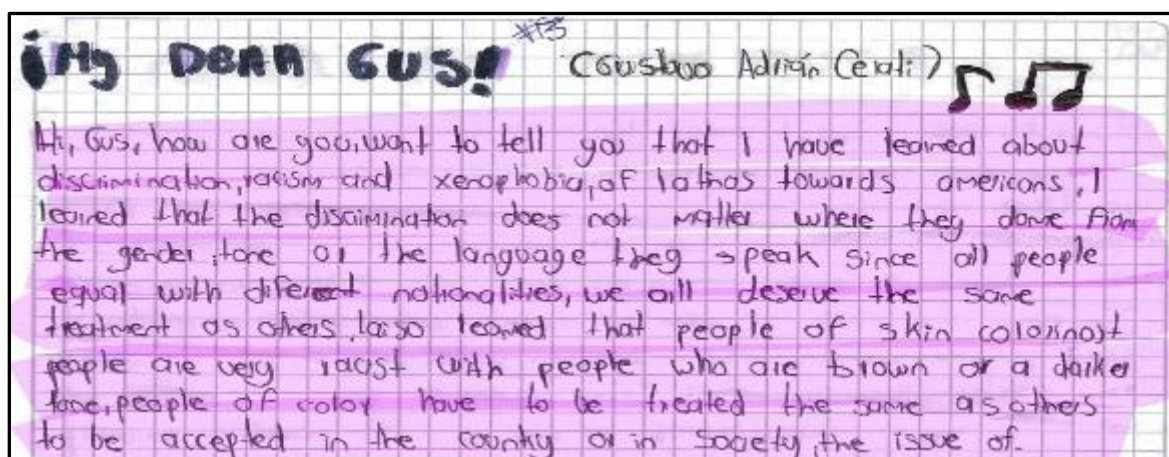 #13
¡My DEAR GUS! (Gustavo Adrián Cerati)
Hi, Gus, how are you, want to tell you that I have learned about
discrimination, racism and xenophobia, of latinos towards americans, I
learned that the discrimination does not matter where they dome from
the gender, tone or the language they speak since all people
equal with diferent nationalities, we all deserve the same
treatment as others, laiso learned that people of skin color, most
people are very racist with people who are brown or a darker
tone, people of color have to be treated the same as others
to be accepted in the country or in society, the issue of.